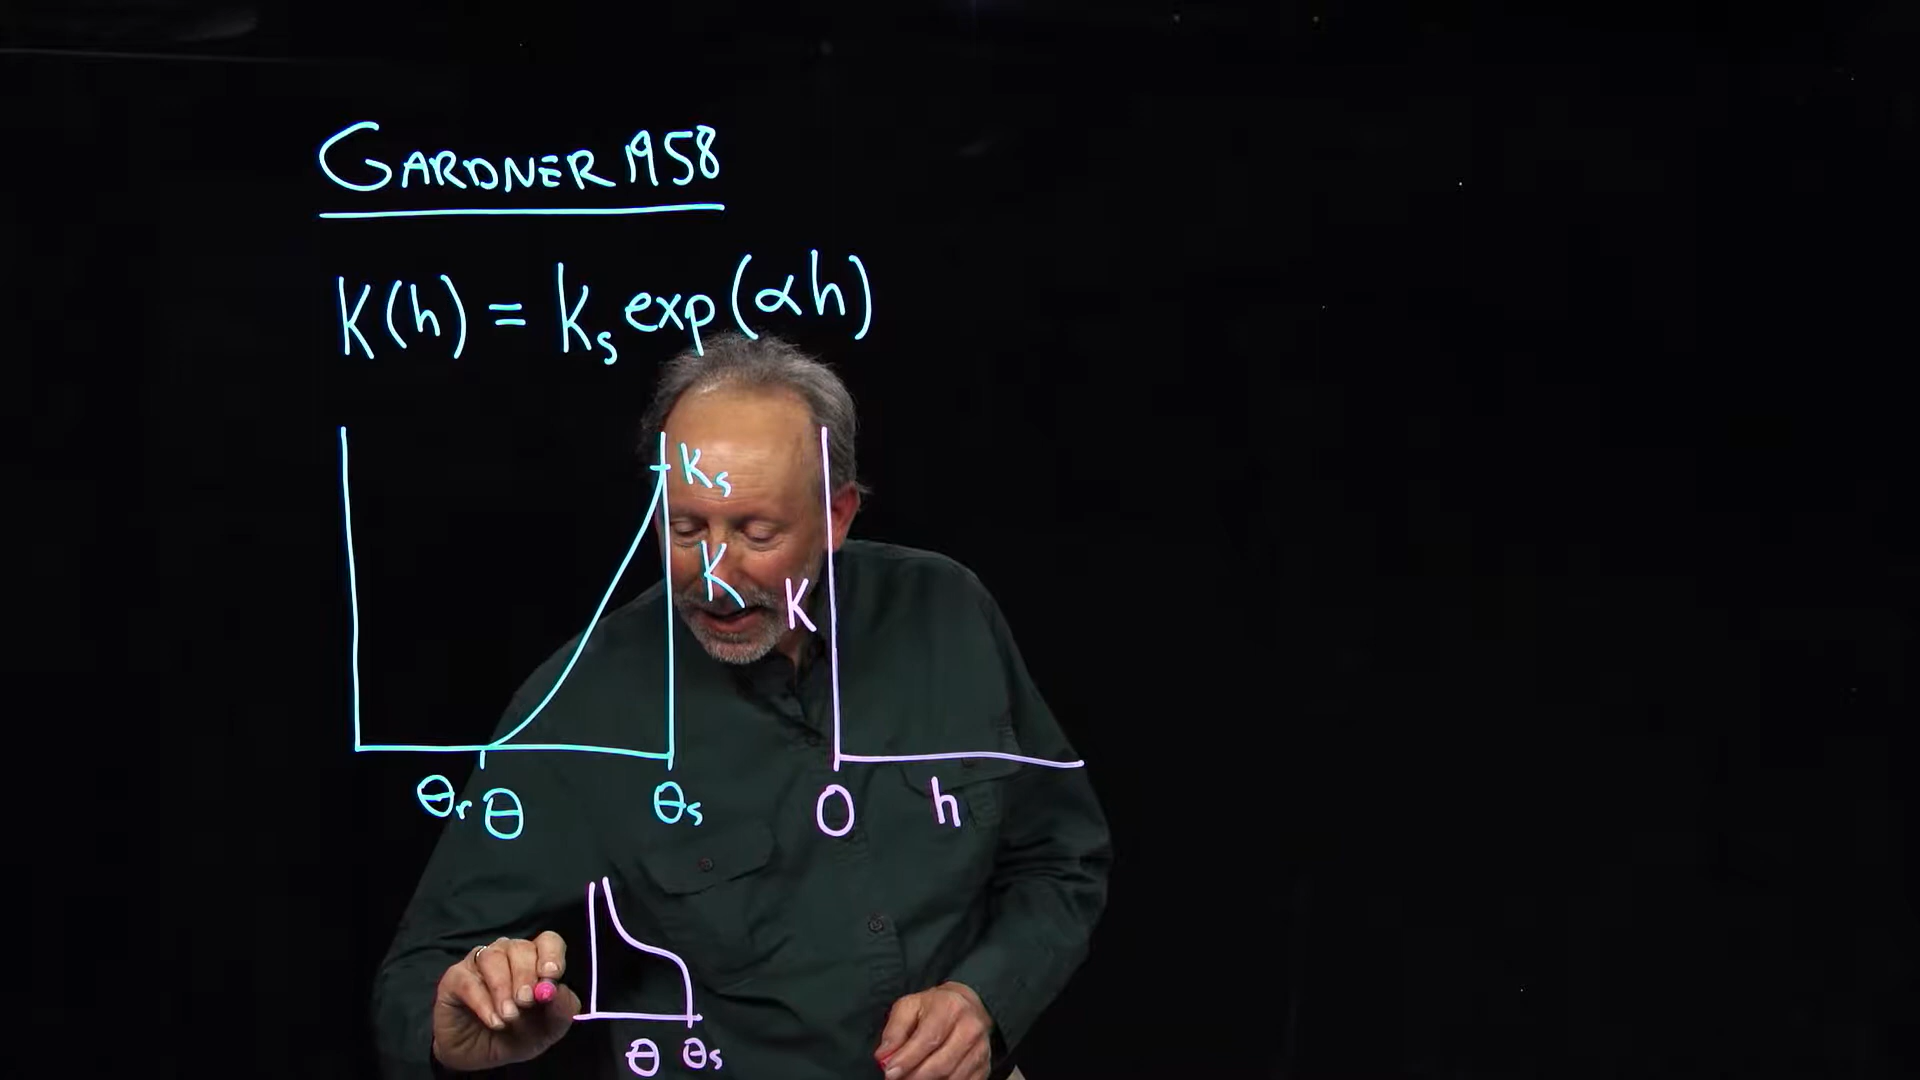 GARDNER 1958
K(h) = Ks exp(αh)
Ks
K
K
θr θ θs
0 h
θ θs